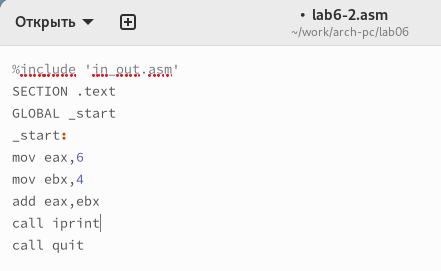 Открыть
• lab6-2.asm
~/work/arch-pc/lab06
%include 'in_out.asm'
SECTION .text
GLOBAL _start
_start:
mov eax,6
mov ebx,4
add eax,ebx
call iprint
call quit